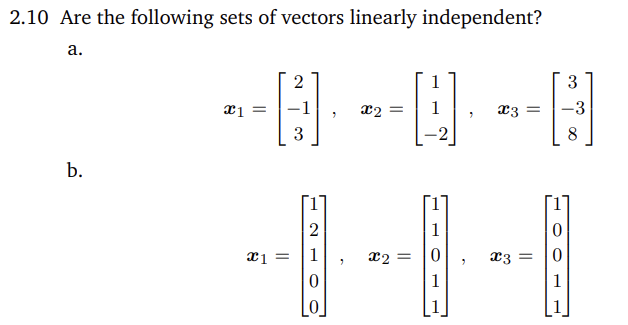 2.10 Are the following sets of vectors linearly independent?
a.
x₁ = [2 −1 3], x₂ = [1 1 −2], x₃ = [3 −3 8]
b.
x₁ = [1 2 1 0 0], x₂ = [1 1 0 1 1], x₃ = [1 0 0 1 1]